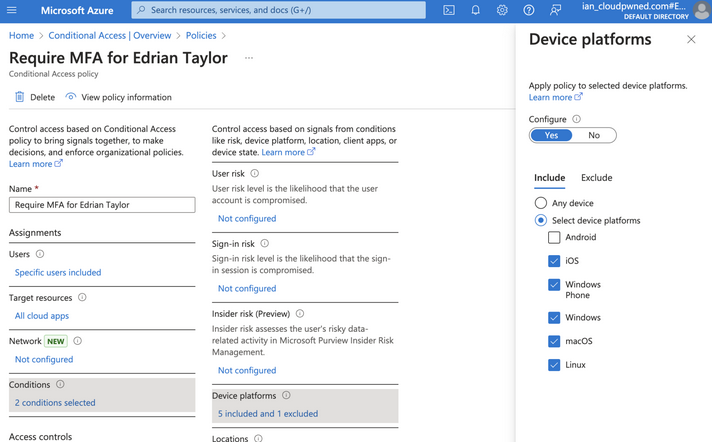 Microsoft Azure
Search resources, services, and docs (G+/)
ian_cloudpwned.com#E...
DEFAULT DIRECTORY
Home > Conditional Access | Overview > Policies >
Require MFA for Edrian Taylor ...
Conditional Access policy
Delete
View policy information
Control access based on Conditional Access
policy to bring signals together, to make
decisions, and enforce organizational policies.
Learn more
Name *
Require MFA for Edrian Taylor
Assignments
Users
Specific users included
Target resources
All cloud apps
Network NEW
Not configured
Conditions
2 conditions selected
Access controls
Control access based on signals from conditions
like risk, device platform, location, client apps, or
device state. Learn more
User risk
User risk level is the likelihood that the user
account is compromised.
Not configured
Sign-in risk
Sign-in risk level is the likelihood that the sign-
in session is compromised.
Not configured
Insider risk (Preview)
Insider risk assesses the user's risky data-
related activity in Microsoft Purview Insider Risk
Management.
Not configured
Device platforms
5 included and 1 excluded
Locations
Device platforms
Apply policy to selected device platforms.
Learn more
Configure
Yes No
Include Exclude
Any device
Select device platforms
Android
iOS
Windows
Phone
Windows
macOS
Linux